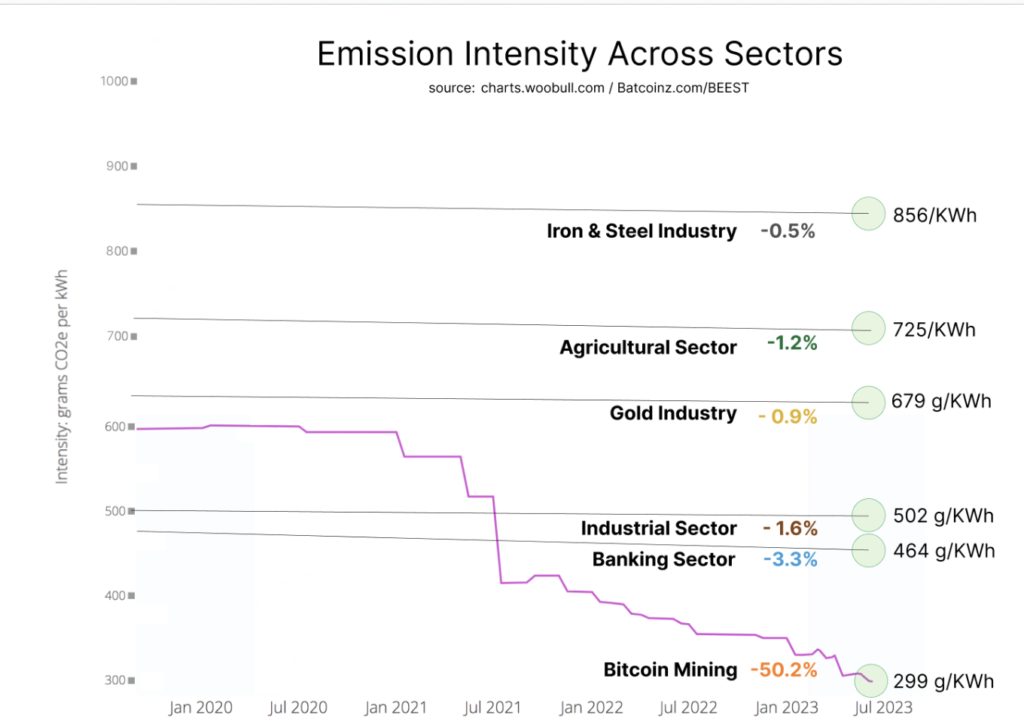 Emission Intensity Across Sectors
source: charts.woobull.com / Batcoinz.com/BEEST
Intensity: grams CO2e per kWh
1000
900
800
700
600
500
400
300
Iron & Steel Industry -0.5% 856/KWh
Agricultural Sector -1.2% 725/KWh
Gold Industry - 0.9% 679 g/KWh
Industrial Sector - 1.6% 502 g/KWh
Banking Sector -3.3% 464 g/KWh
Bitcoin Mining -50.2% 299 g/KWh
Jan 2020 Jul 2020 Jan 2021 Jul 2021 Jan 2022 Jul 2022 Jan 2023 Jul 2023